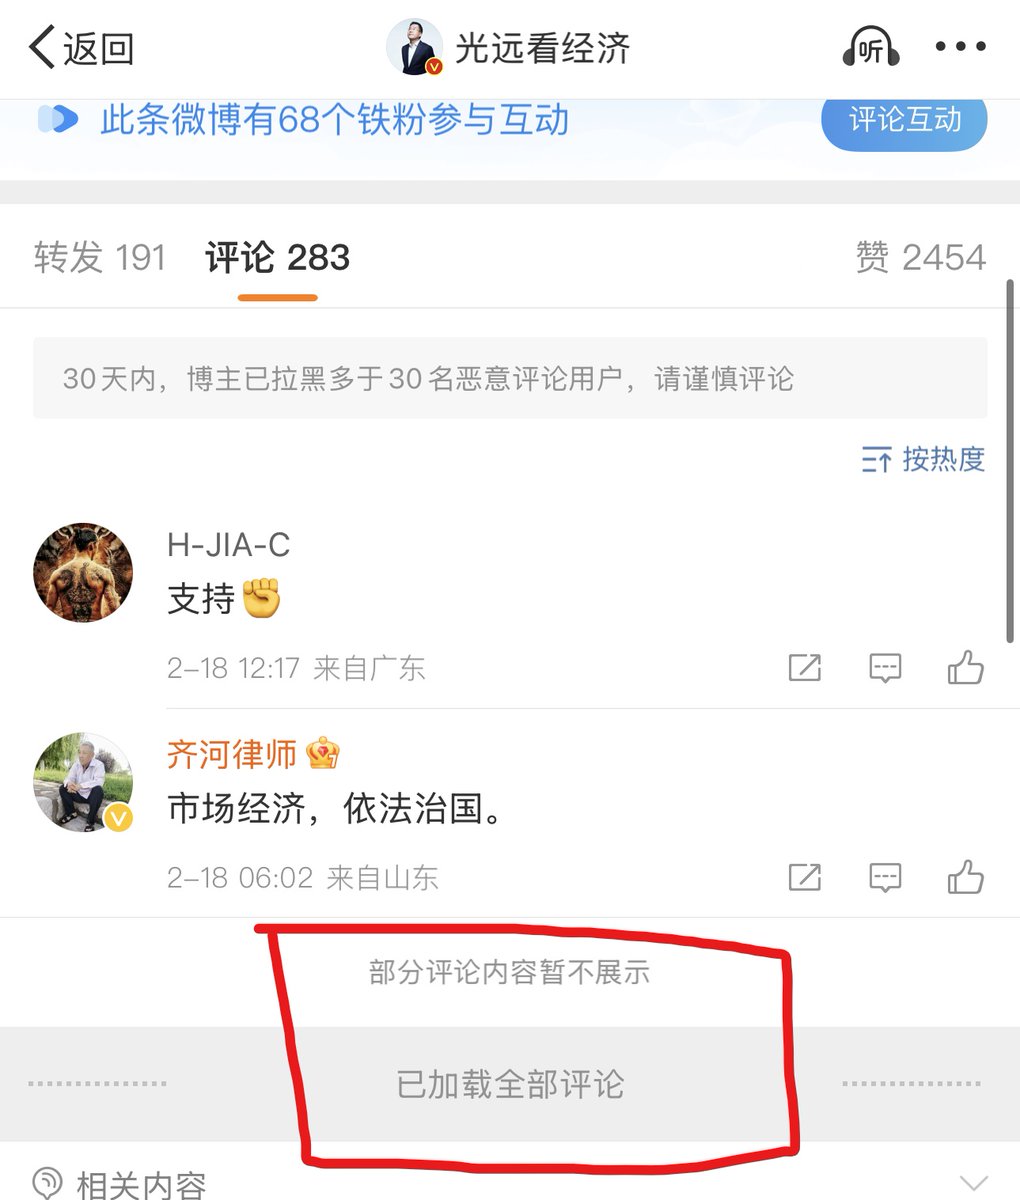 返回
光远看经济
听
此条微博有68个铁粉参与互动
评论互动
转发 191 评论 283
赞 2454
30天内，博主已拉黑多于30名恶意评论用户，请谨慎评论
按热度
H-JIA-C
支持✊
2-18 12:17 来自广东
齐河律师
7
市场经济，依法治国。
2-18 06:02 来自山东
部分评论内容暂不展示
已加载全部评论
相关内容